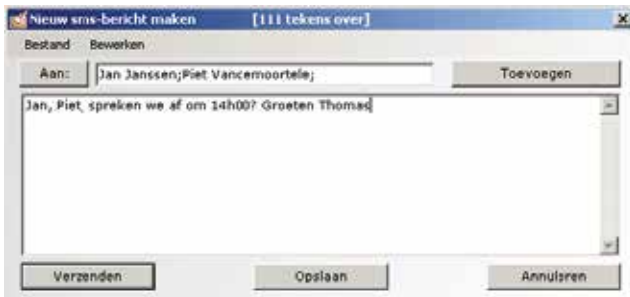 Nieuw sms-bericht maken [111 tekens over]
Bestand Bewerken
Aan: Jan Janssen;Piet Vancemoortele; Toevoegen
Jan, Piet, spreken we af om 14h00? Groeten Thomas
Verzenden Opslaan Annuleren